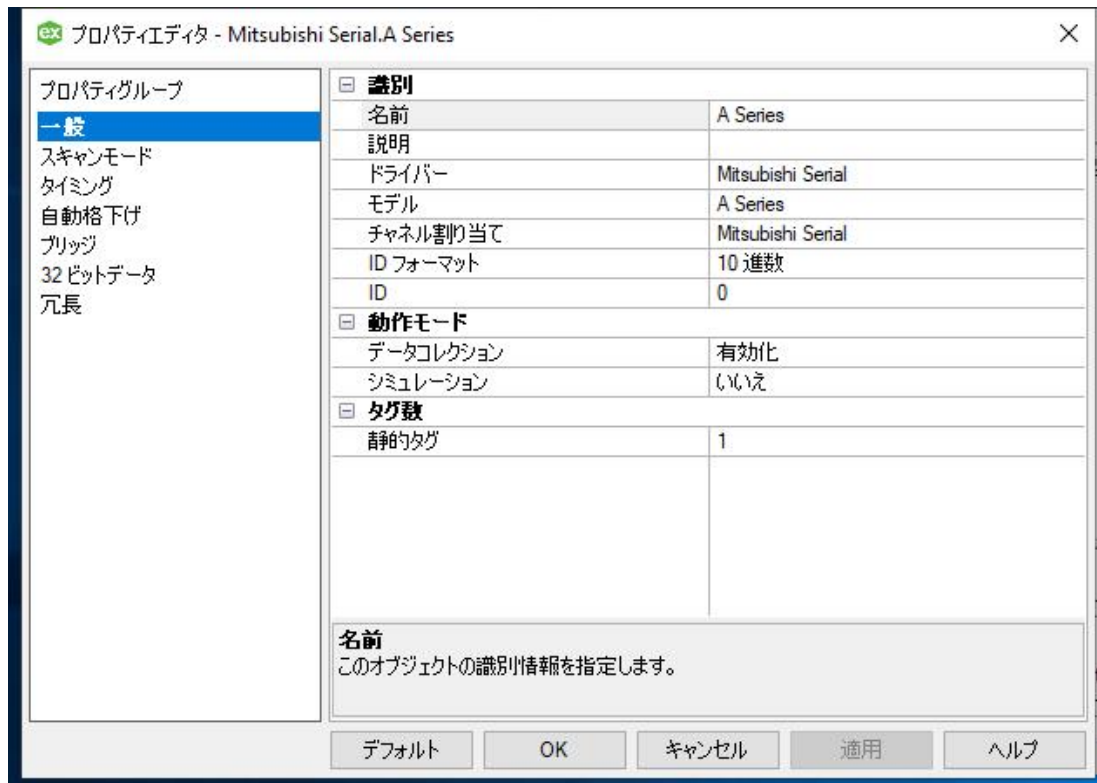 ex プロパティエディタ - Mitsubishi Serial.A Series
プロパティグループ
一般
スキャンモード
タイミング
自動格下げ
ブリッジ
32 ビットデータ
冗長
識別
名前 A Series
説明
ドライバー Mitsubishi Serial
モデル A Series
チャネル割り当て Mitsubishi Serial
ID フォーマット 10 進数
ID 0
動作モード
データコレクション 有効化
シミュレーション いいえ
タグ数
静的タグ 1
名前
このオブジェクトの識別情報を指定します。
デフォルト OK キャンセル 適用 ヘルプ